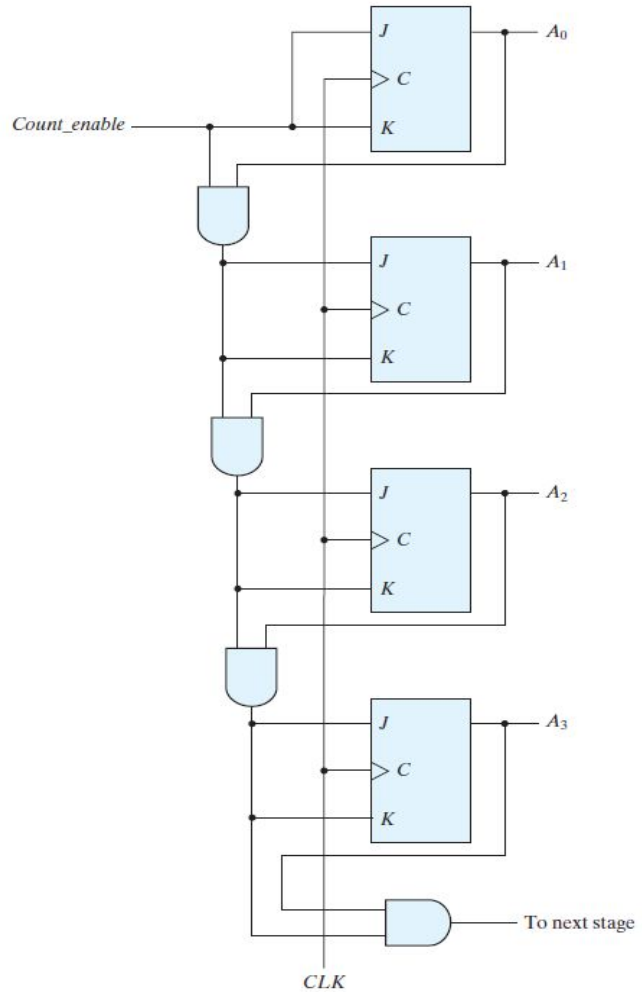 J
A₀
C
Count_enable
K
J
A₁
C
K
J
A₂
C
K
J
A₃
C
K
To next stage
CLK